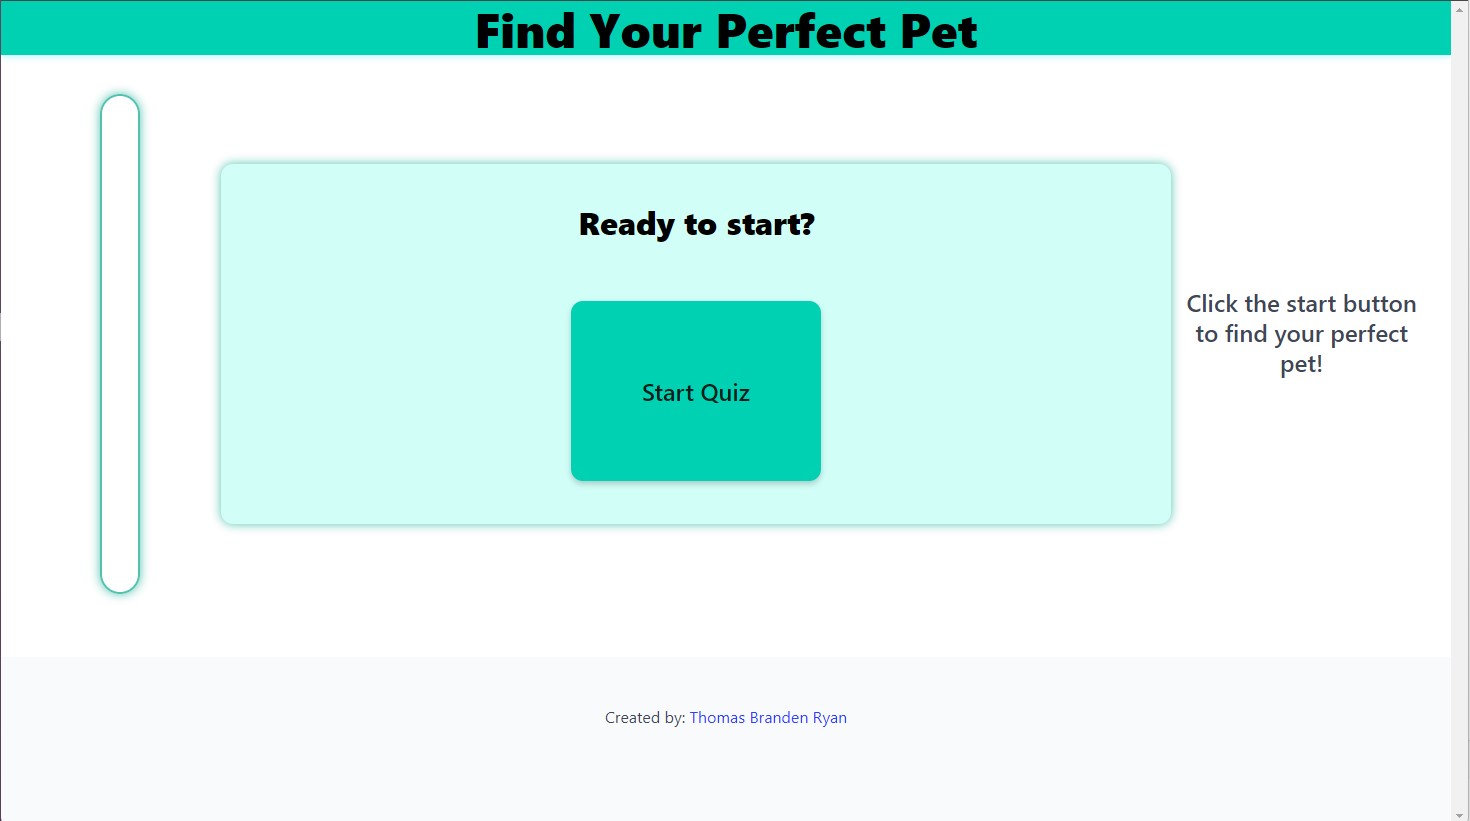 Find Your Perfect Pet
Ready to start?
Start Quiz
Click the start button
to find your perfect
pet!
Created by: Thomas Branden Ryan